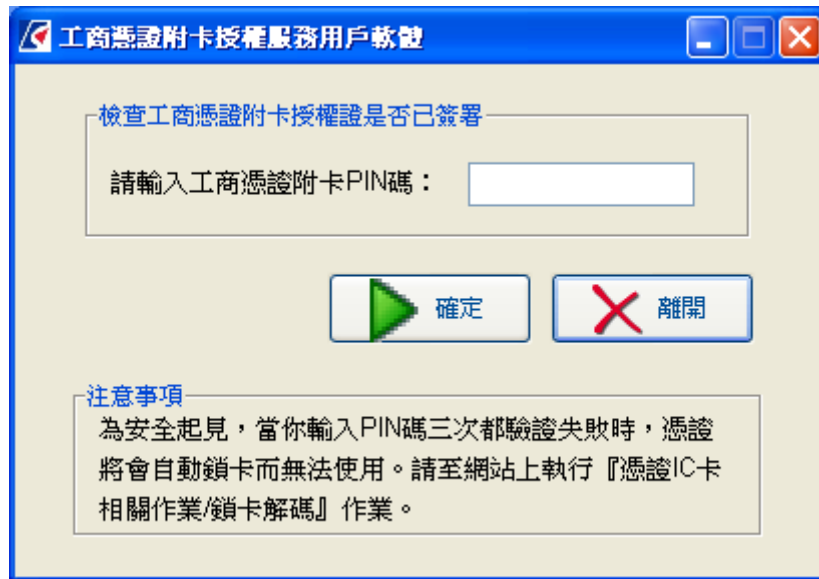 工商憑證附卡授權服務用戶軟體
檢查工商憑證附卡授權證是否已簽署
請輸入工商憑證附卡PIN碼：
確定
離開
注意事項
為安全起見，當你輸入PIN碼三次都驗證失敗時，憑證
將會自動鎖卡而無法使用。請至網站上執行『憑證IC卡
相關作業/鎖卡解碼』作業。